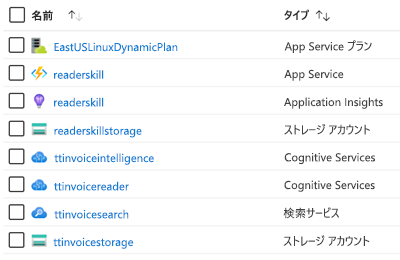 名前 ↑↓ タイプ ↑↓
EastUSLinuxDynamicPlan App Service プラン
readerskill App Service
readerskill Application Insights
readerskillstorage ストレージ アカウント
ttinvoiceintelligence Cognitive Services
ttinvoicereader Cognitive Services
ttinvoicesearch 検索サービス
ttinvoicestorage ストレージ アカウント